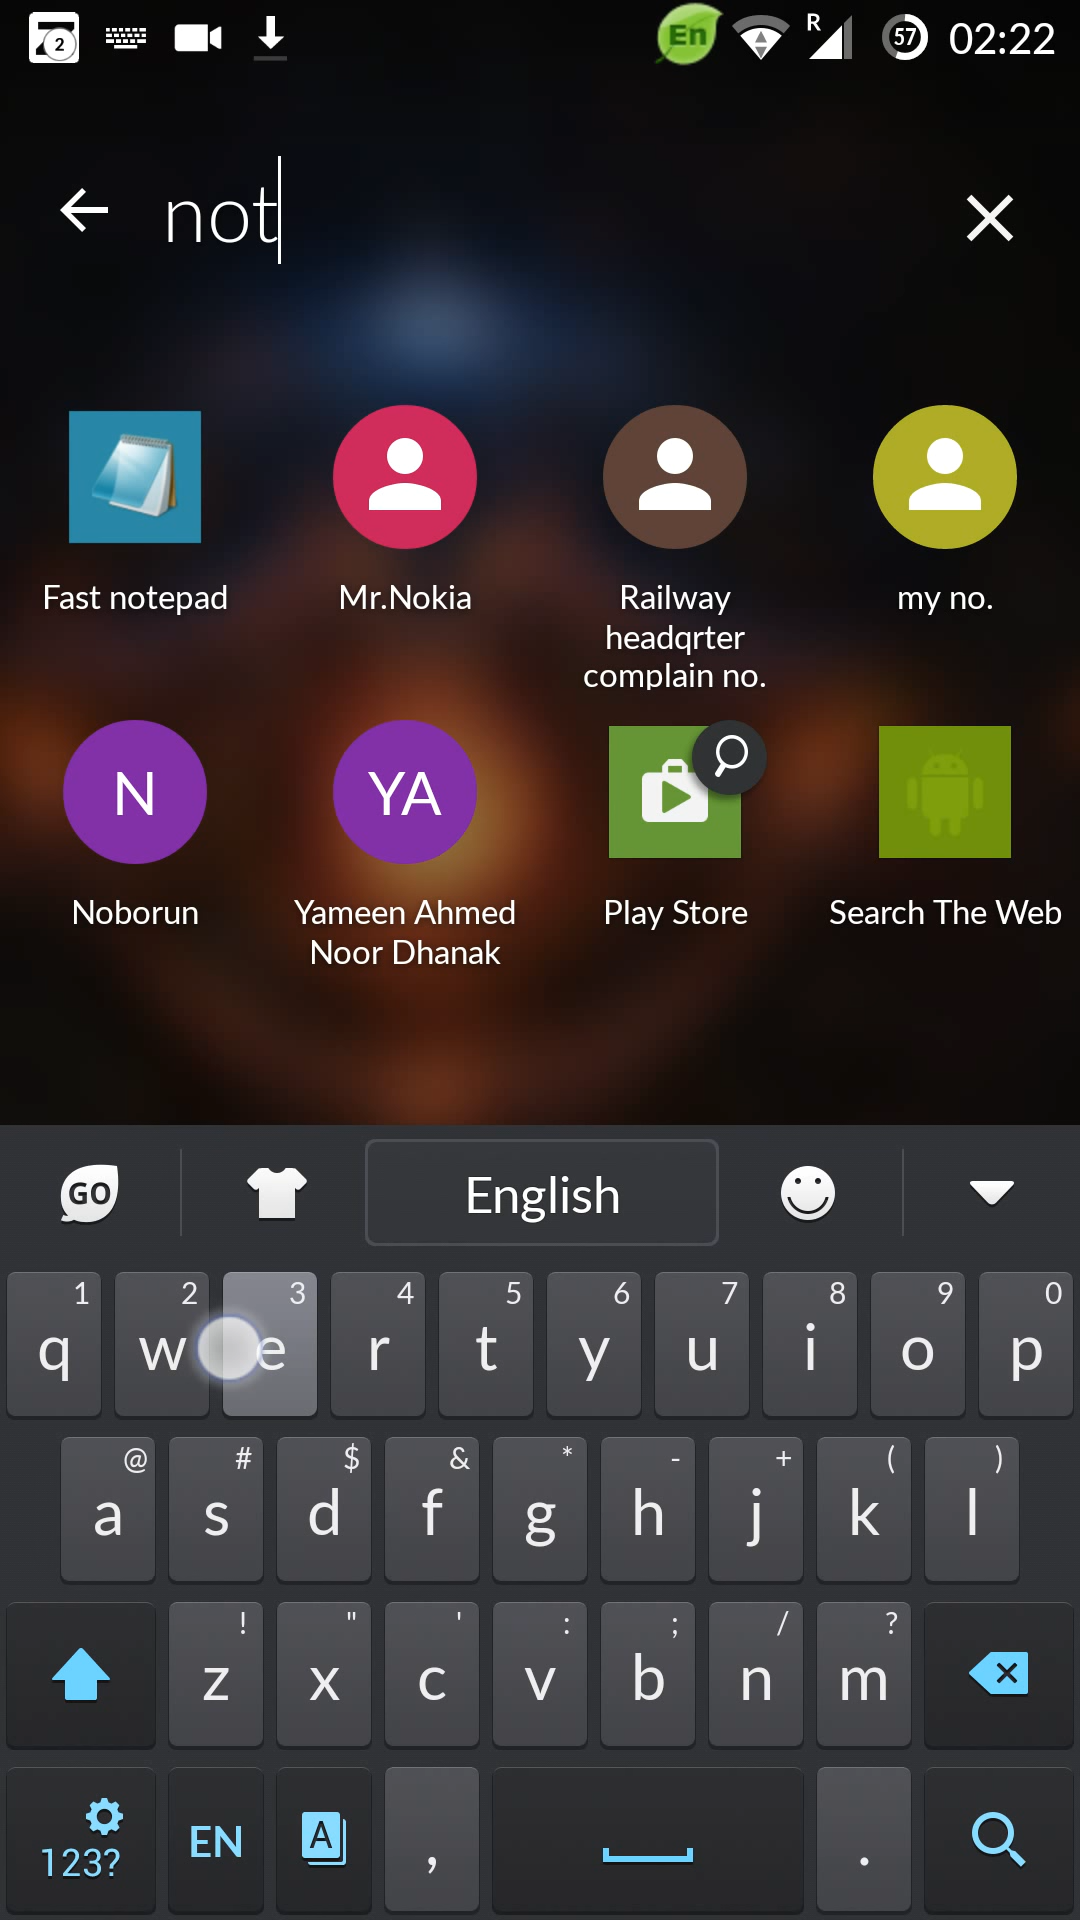 2
En
R
57
02:22
not
Fast notepad
Mr.Nokia
Railway
headqrter
complain no.
my no.
N
YA
Noborun
Yameen Ahmed
Noor Dhanak
Play Store
Search The Web
GO
English
1 2 3 4 5 6 7 8 9 0
q w e r t y u i o p
@ # $ & * - + ( )
a s d f g h j k l
! " ' : ; / ?
z x c v b n m
123? EN A , .